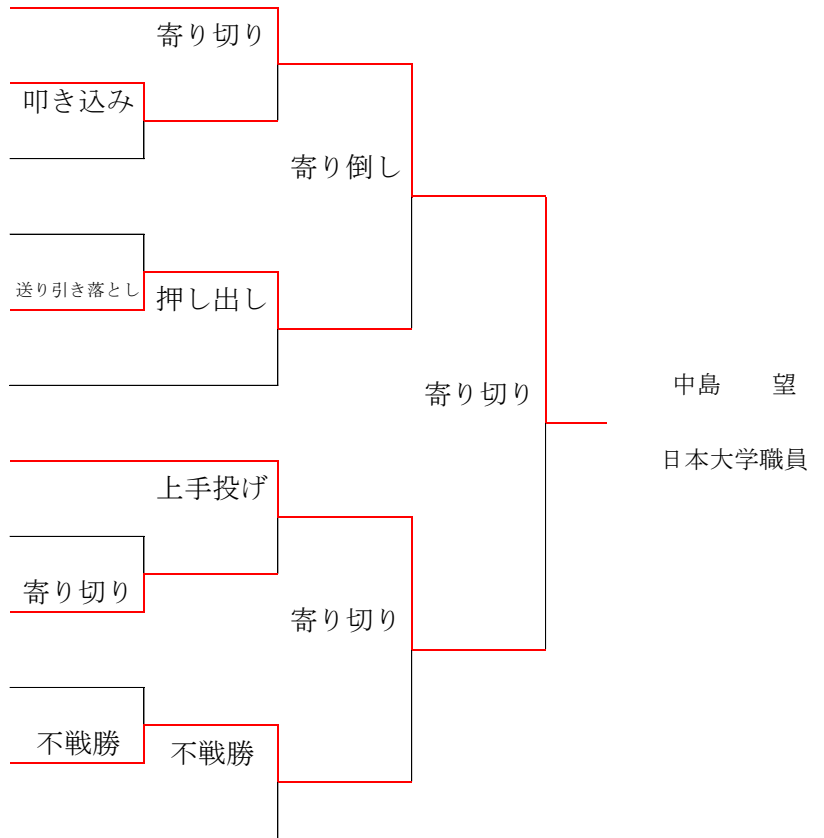 寄り切り
叩き込み
寄り倒し
送り引き落とし
押し出し
寄り切り
中島　望
日本大学職員
上手投げ
寄り切り
寄り切り
不戦勝
不戦勝